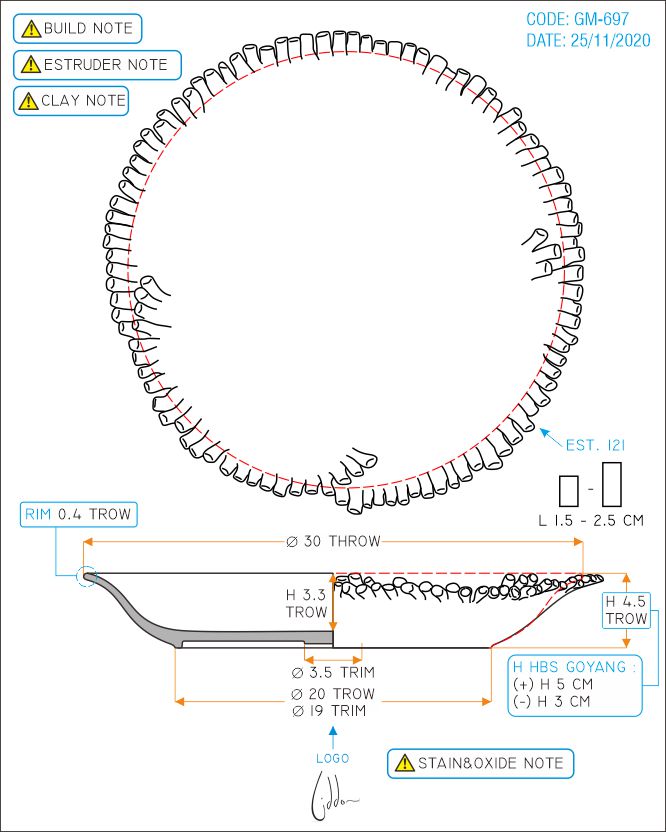 BUILD NOTE
ESTRUDER NOTE
CLAY NOTE
CODE: GM-697
DATE: 25/11/2020
EST. 121
L 1.5 - 2.5 CM
RIM 0.4 TROW
Ø 30 THROW
H 3.3
TROW
H 4.5
TROW
H HBS GOYANG :
(+) H 5 CM
(-) H 3 CM
Ø 3.5 TRIM
Ø 20 TROW
Ø 19 TRIM
LOGO
STAIN&OXIDE NOTE